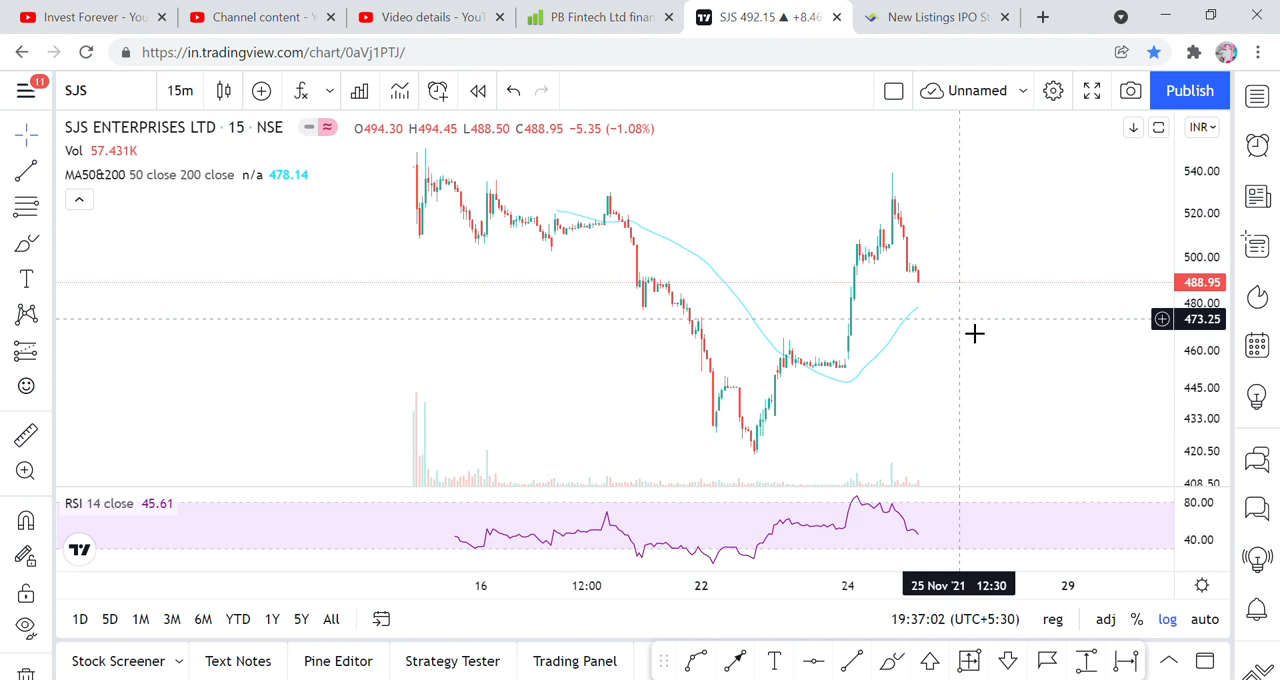 Invest Forever - You
Channel content - Y
Video details - YouT
PB Fintech Ltd finan
SJS 492.15 ▲ +8.46
New Listings IPO St
https://in.tradingview.com/chart/0aVj1PTJ/
11
SJS
15m
Unnamed
Publish
SJS ENTERPRISES LTD · 15 · NSE
O494.30 H494.45 L488.50 C488.95 −5.35 (−1.08%)
INR
Vol 57.431K
MA50&200 50 close 200 close n/a 478.14
540.00
520.00
500.00
488.95
480.00
473.25
460.00
445.00
433.00
420.50
408.50
RSI 14 close 45.61
80.00
40.00
16
12:00
22
24
25 Nov '21 12:30
29
1D 5D 1M 3M 6M YTD 1Y 5Y All
19:37:02 (UTC+5:30)
reg
adj
%
log
auto
Stock Screener
Text Notes
Pine Editor
Strategy Tester
Trading Panel